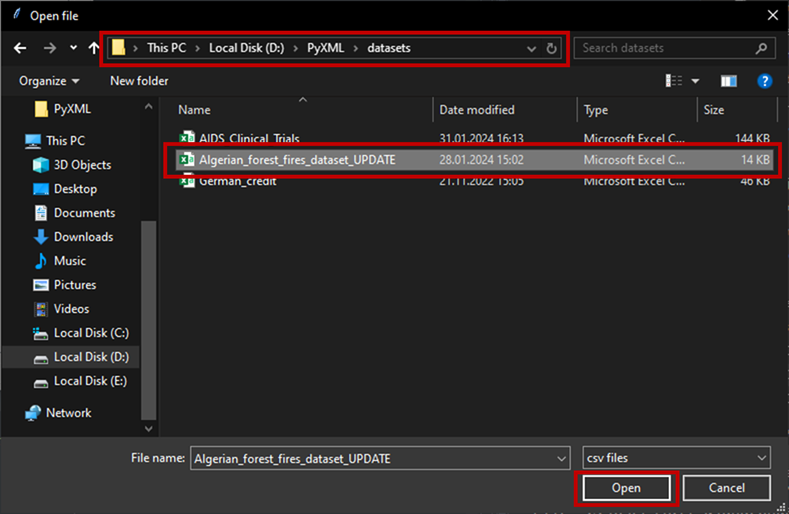 Open file
This PC > Local Disk (D:) > PyXML > datasets
Search datasets
Organize
New folder
?
Name
Date modified
Type
Size
PyXML
This PC
3D Objects
Desktop
Documents
Downloads
Music
Pictures
Videos
Local Disk (C:)
Local Disk (D:)
Local Disk (E:)
Network
AIDS_Clinical_Trials 31.01.2024 16:13 Microsoft Excel C... 144 KB
Algerian_forest_fires_dataset_UPDATE 28.01.2024 15:02 Microsoft Excel C... 14 KB
German_credit 21.11.2022 15:05 Microsoft Excel C... 46 KB
File name: Algerian_forest_fires_dataset_UPDATE
csv files
Open
Cancel